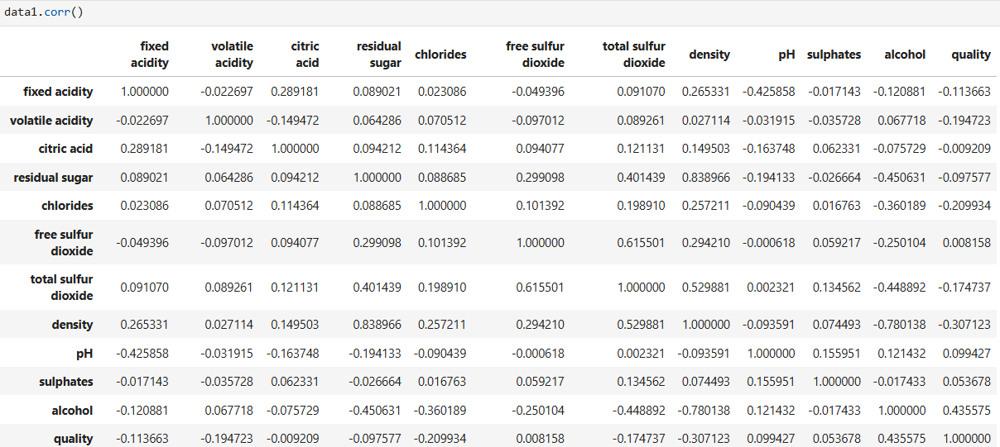 data1.corr()
fixed acidity volatile acidity citric acid residual sugar chlorides free sulfur dioxide total sulfur dioxide density pH sulphates alcohol quality
fixed acidity 1.000000 -0.022697 0.289181 0.089021 0.023086 -0.049396 0.091070 0.265331 -0.425858 -0.017143 -0.120881 -0.113663
volatile acidity -0.022697 1.000000 -0.149472 0.064286 0.070512 -0.097012 0.089261 0.027114 -0.031915 -0.035728 0.067718 -0.194723
citric acid 0.289181 -0.149472 1.000000 0.094212 0.114364 0.094077 0.121131 0.149503 -0.163748 0.062331 -0.075729 -0.009209
residual sugar 0.089021 0.064286 0.094212 1.000000 0.088685 0.299098 0.401439 0.838966 -0.194133 -0.026664 -0.450631 -0.097577
chlorides 0.023086 0.070512 0.114364 0.088685 1.000000 0.101392 0.198910 0.257211 -0.090439 0.016763 -0.360189 -0.209934
free sulfur dioxide -0.049396 -0.097012 0.094077 0.299098 0.101392 1.000000 0.615501 0.294210 -0.000618 0.059217 -0.250104 0.008158
total sulfur dioxide 0.091070 0.089261 0.121131 0.401439 0.198910 0.615501 1.000000 0.529881 0.002321 0.134562 -0.448892 -0.174737
density 0.265331 0.027114 0.149503 0.838966 0.257211 0.294210 0.529881 1.000000 -0.093591 0.074493 -0.780138 -0.307123
pH -0.425858 -0.031915 -0.163748 -0.194133 -0.090439 -0.000618 0.002321 -0.093591 1.000000 0.155951 0.121432 0.099427
sulphates -0.017143 -0.035728 0.062331 -0.026664 0.016763 0.059217 0.134562 0.074493 0.155951 1.000000 -0.017433 0.053678
alcohol -0.120881 0.067718 -0.075729 -0.450631 -0.360189 -0.250104 -0.448892 -0.780138 0.121432 -0.017433 1.000000 0.435575
quality -0.113663 -0.194723 -0.009209 -0.097577 -0.209934 0.008158 -0.174737 -0.307123 0.099427 0.053678 0.435575 1.000000